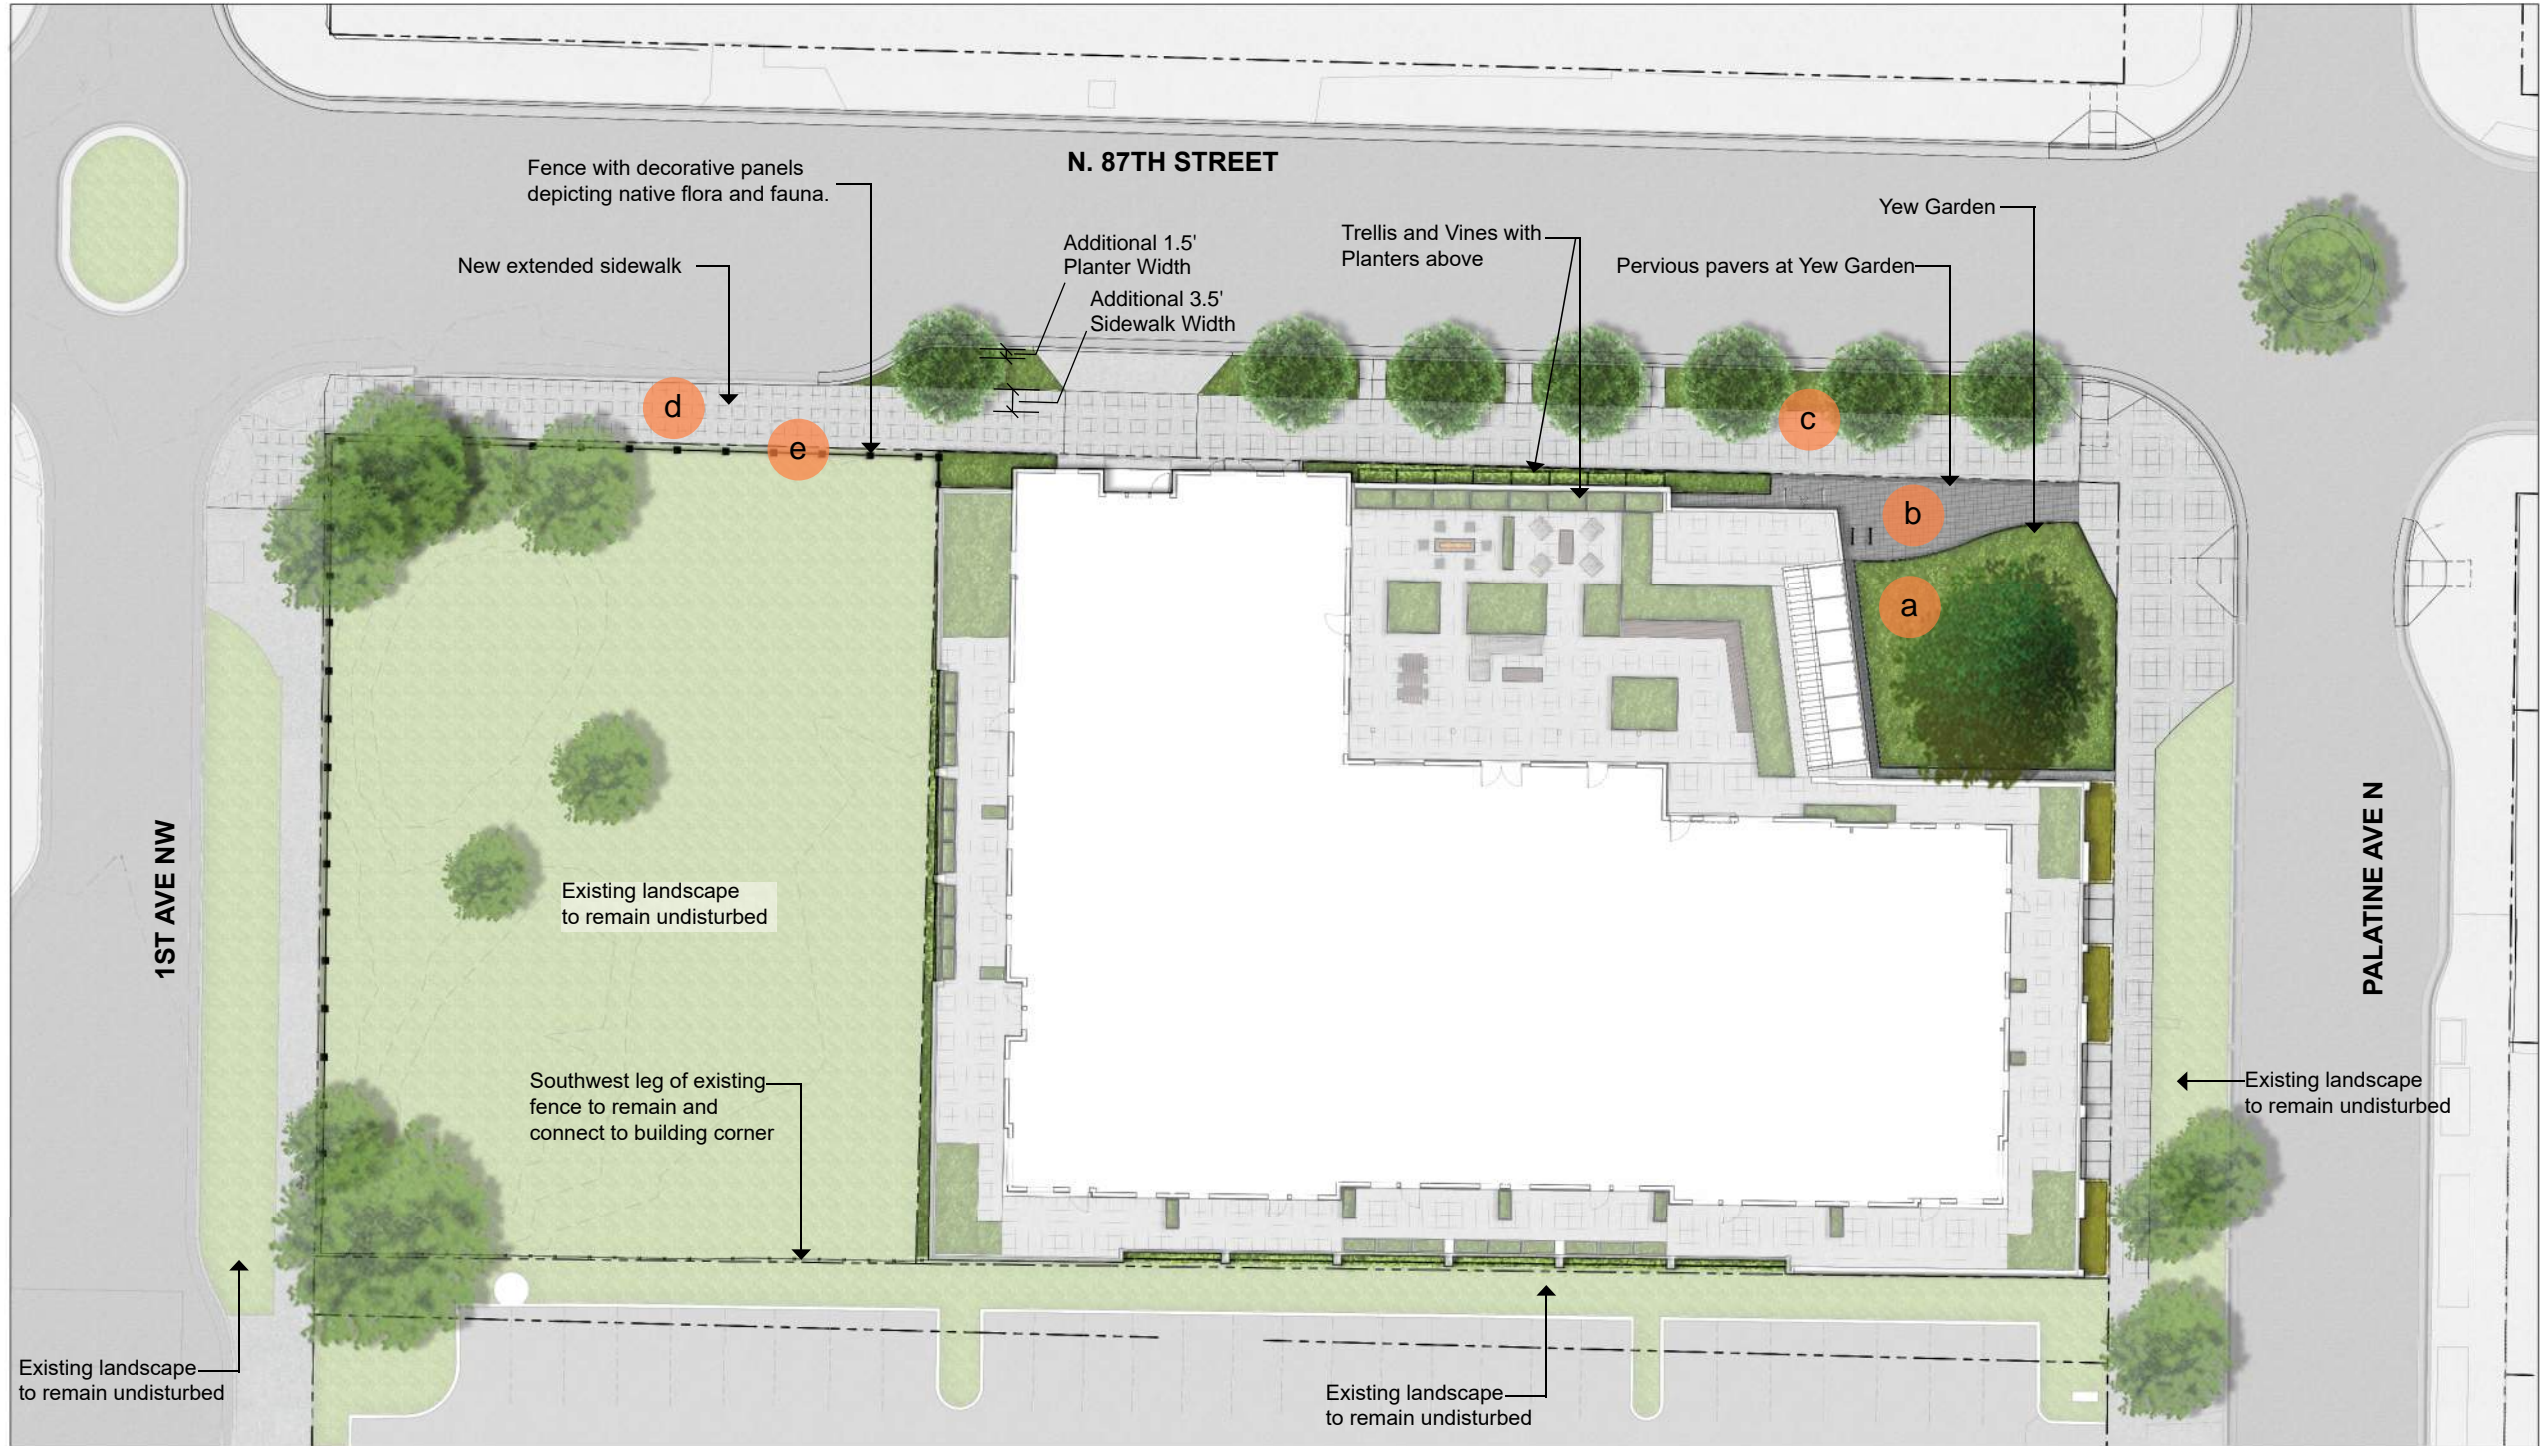 N. 87TH STREET
Fence with decorative panels
depicting native flora and fauna.
Yew Garden
Additional 1.5'
Planter Width
Trellis and Vines with
Planters above
New extended sidewalk
Pervious pavers at Yew Garden
Additional 3.5'
Sidewalk Width
d
c
e
b
a
1ST AVE NW
PALATINE AVE N
Existing landscape
to remain undisturbed
Southwest leg of existing
fence to remain and
connect to building corner
Existing landscape
to remain undisturbed
Existing landscape
to remain undisturbed
Existing landscape
to remain undisturbed